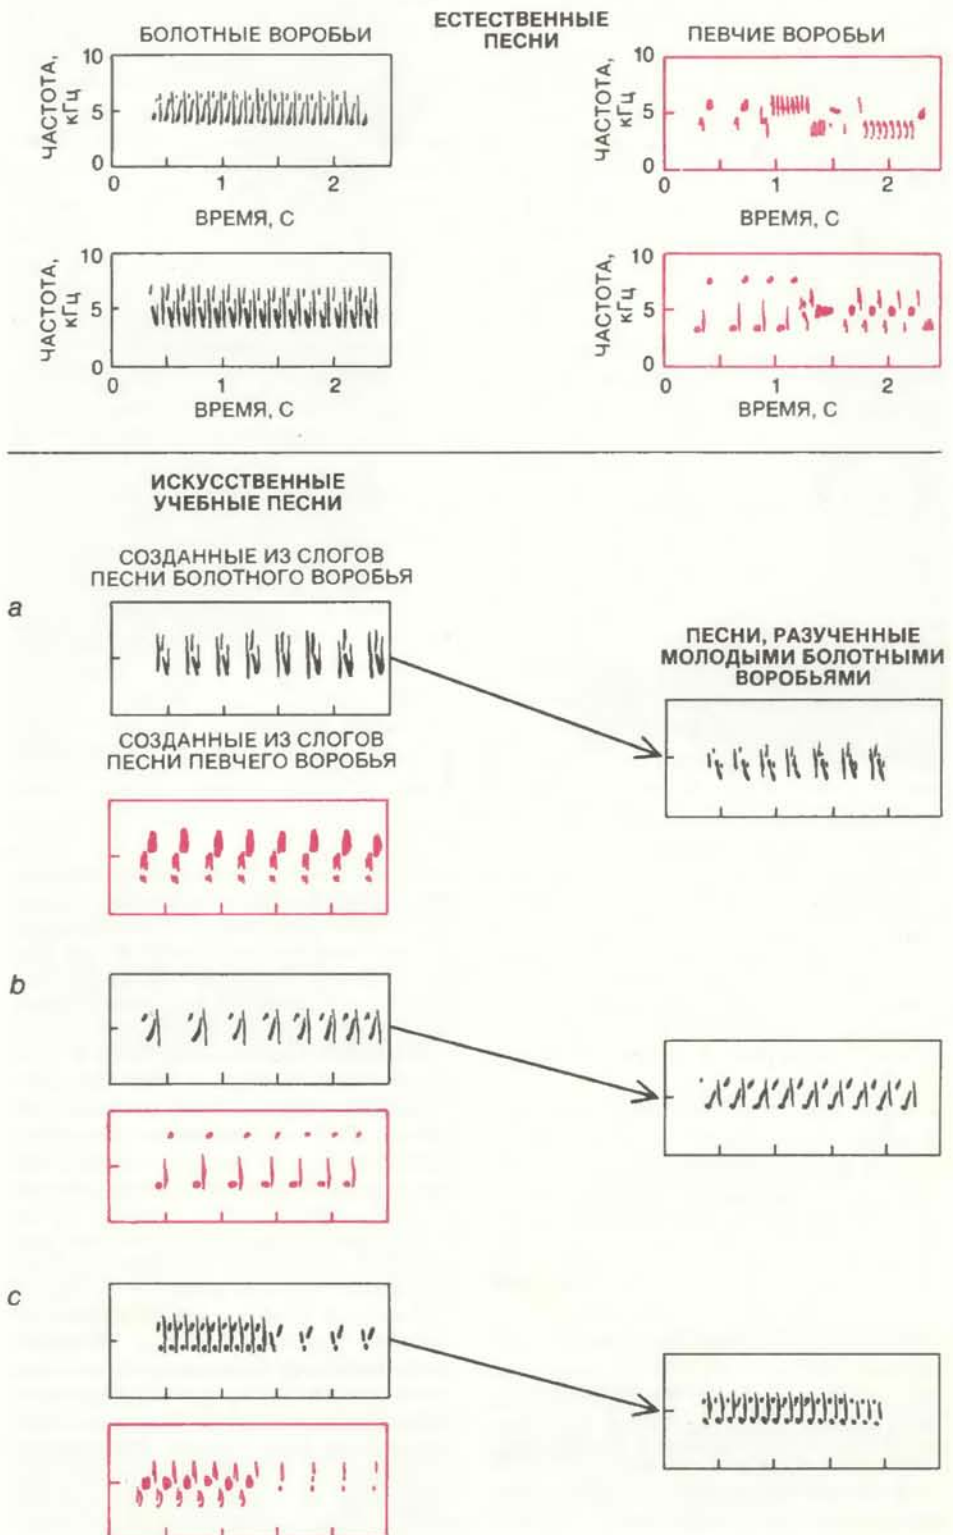 ЕСТЕСТВЕННЫЕ
ПЕСНИ
БОЛОТНЫЕ ВОРОБЬИ
ЧАСТОТА,
кГц
10
5
0
0 1 2
ВРЕМЯ, С
ПЕВЧИЕ ВОРОБЬИ
ЧАСТОТА,
кГц
10
5
0
0 1 2
ВРЕМЯ, С
ЧАСТОТА,
кГц
10
5
0
0 1 2
ВРЕМЯ, С
ЧАСТОТА,
кГц
10
5
0
0 1 2
ВРЕМЯ, С
ИСКУССТВЕННЫЕ
УЧЕБНЫЕ ПЕСНИ
СОЗДАННЫЕ ИЗ СЛОГОВ
ПЕСНИ БОЛОТНОГО ВОРОБЬЯ
a
ПЕСНИ, РАЗУЧЕННЫЕ
МОЛОДЫМИ БОЛОТНЫМИ
ВОРОБЬЯМИ
СОЗДАННЫЕ ИЗ СЛОГОВ
ПЕСНИ ПЕВЧЕГО ВОРОБЬЯ
b
c